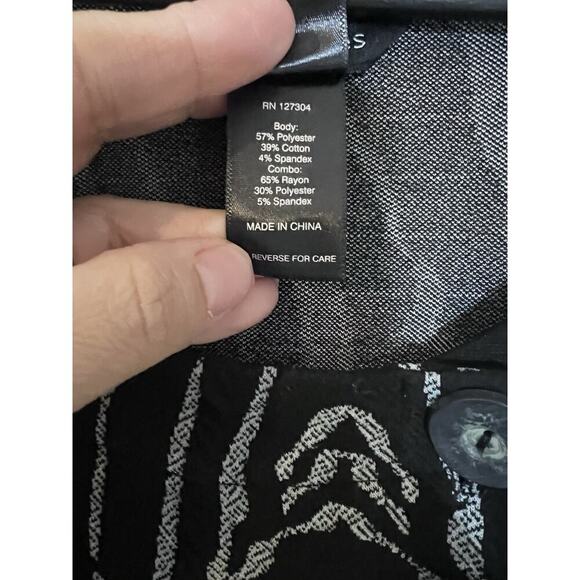 S
RN 127304
Body:
57% Polyester
39% Cotton
4% Spandex
Combo:
65% Rayon
30% Polyester
5% Spandex
MADE IN CHINA
REVERSE FOR CARE